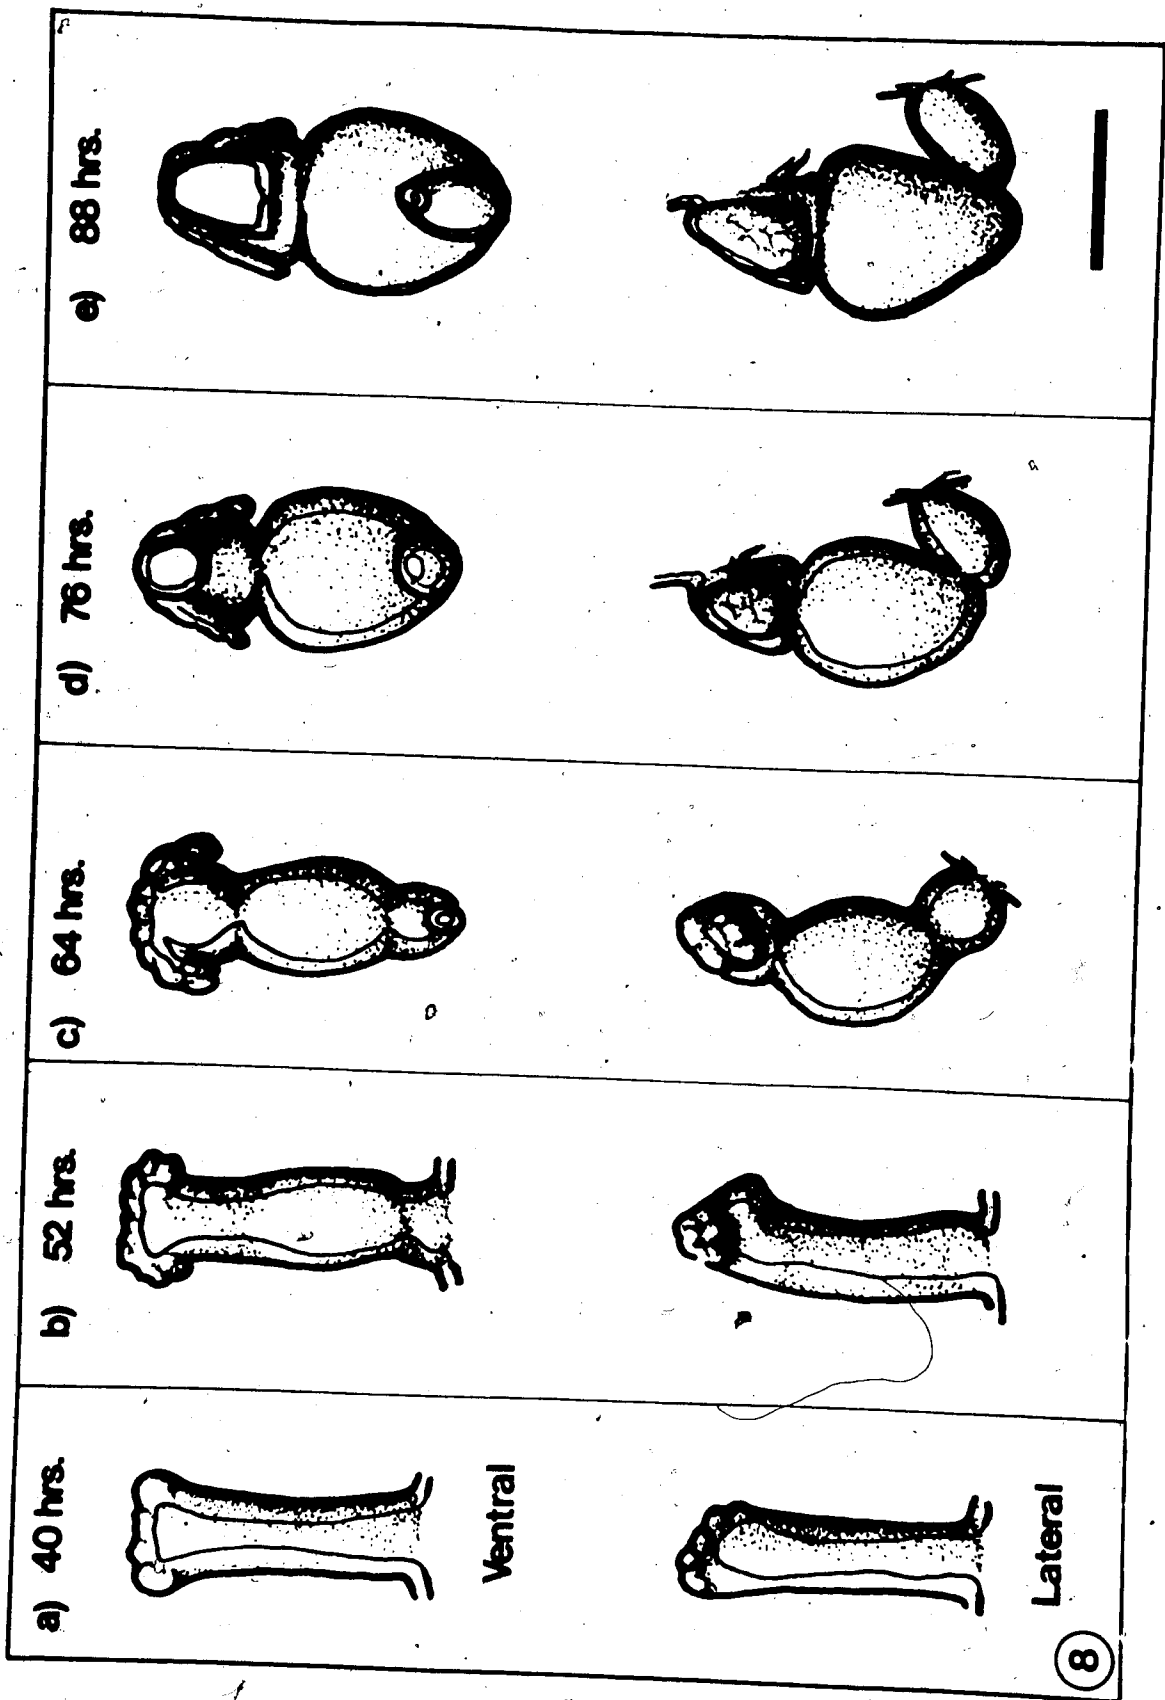 a) 40 hrs.
b) 52 hrs.
c) 64 hrs.
d) 76 hrs.
e) 88 hrs.
Ventral
Lateral
8